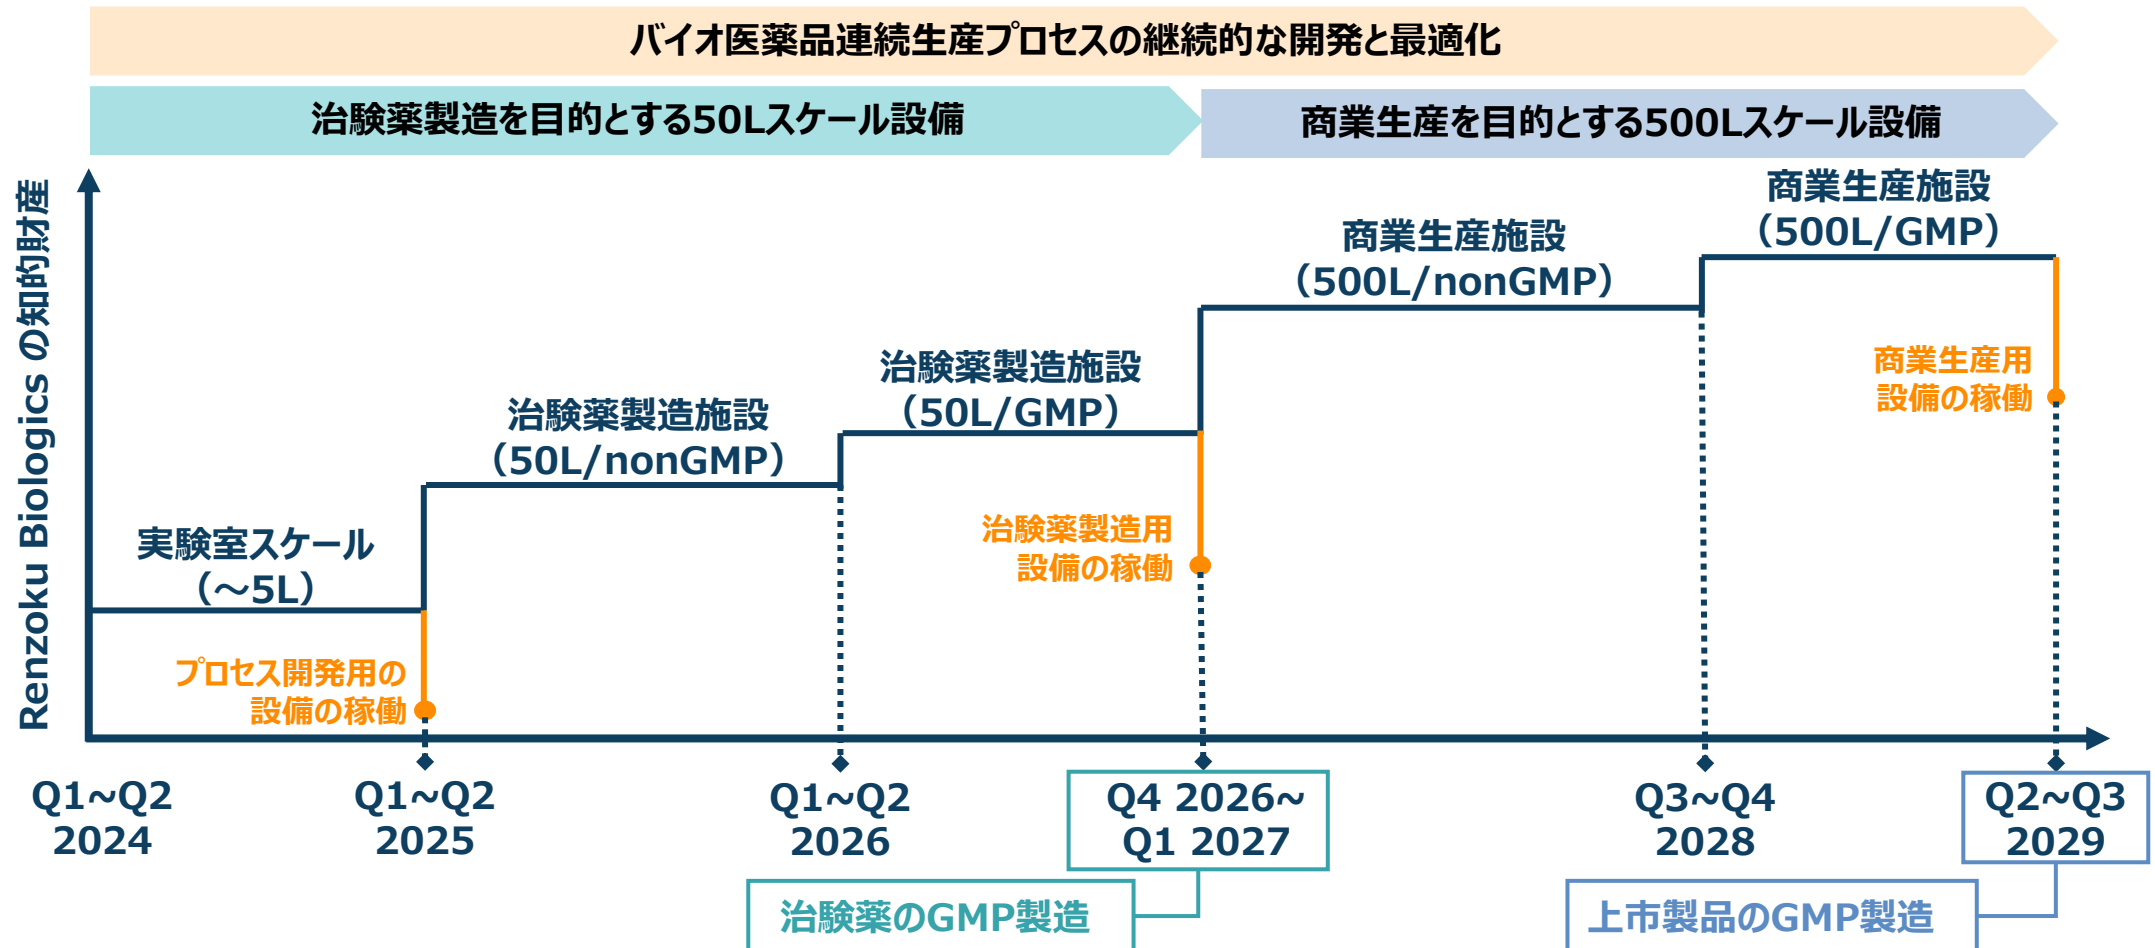 バイオ医薬品連続生産プロセスの継続的な開発と最適化
治験薬製造を目的とする50Lスケール設備
商業生産を目的とする500Lスケール設備
Renzoku Biologics の知的財産
実験室スケール
（～5L）
プロセス開発用の
設備の稼働
治験薬製造施設
（50L/nonGMP）
治験薬製造施設
（50L/GMP）
治験薬製造用
設備の稼働
商業生産施設
（500L/nonGMP）
商業生産施設
（500L/GMP）
商業生産用
設備の稼働
Q1~Q2
2024
Q1~Q2
2025
Q1~Q2
2026
Q4 2026~
Q1 2027
Q3~Q4
2028
Q2~Q3
2029
治験薬のGMP製造
上市製品のGMP製造